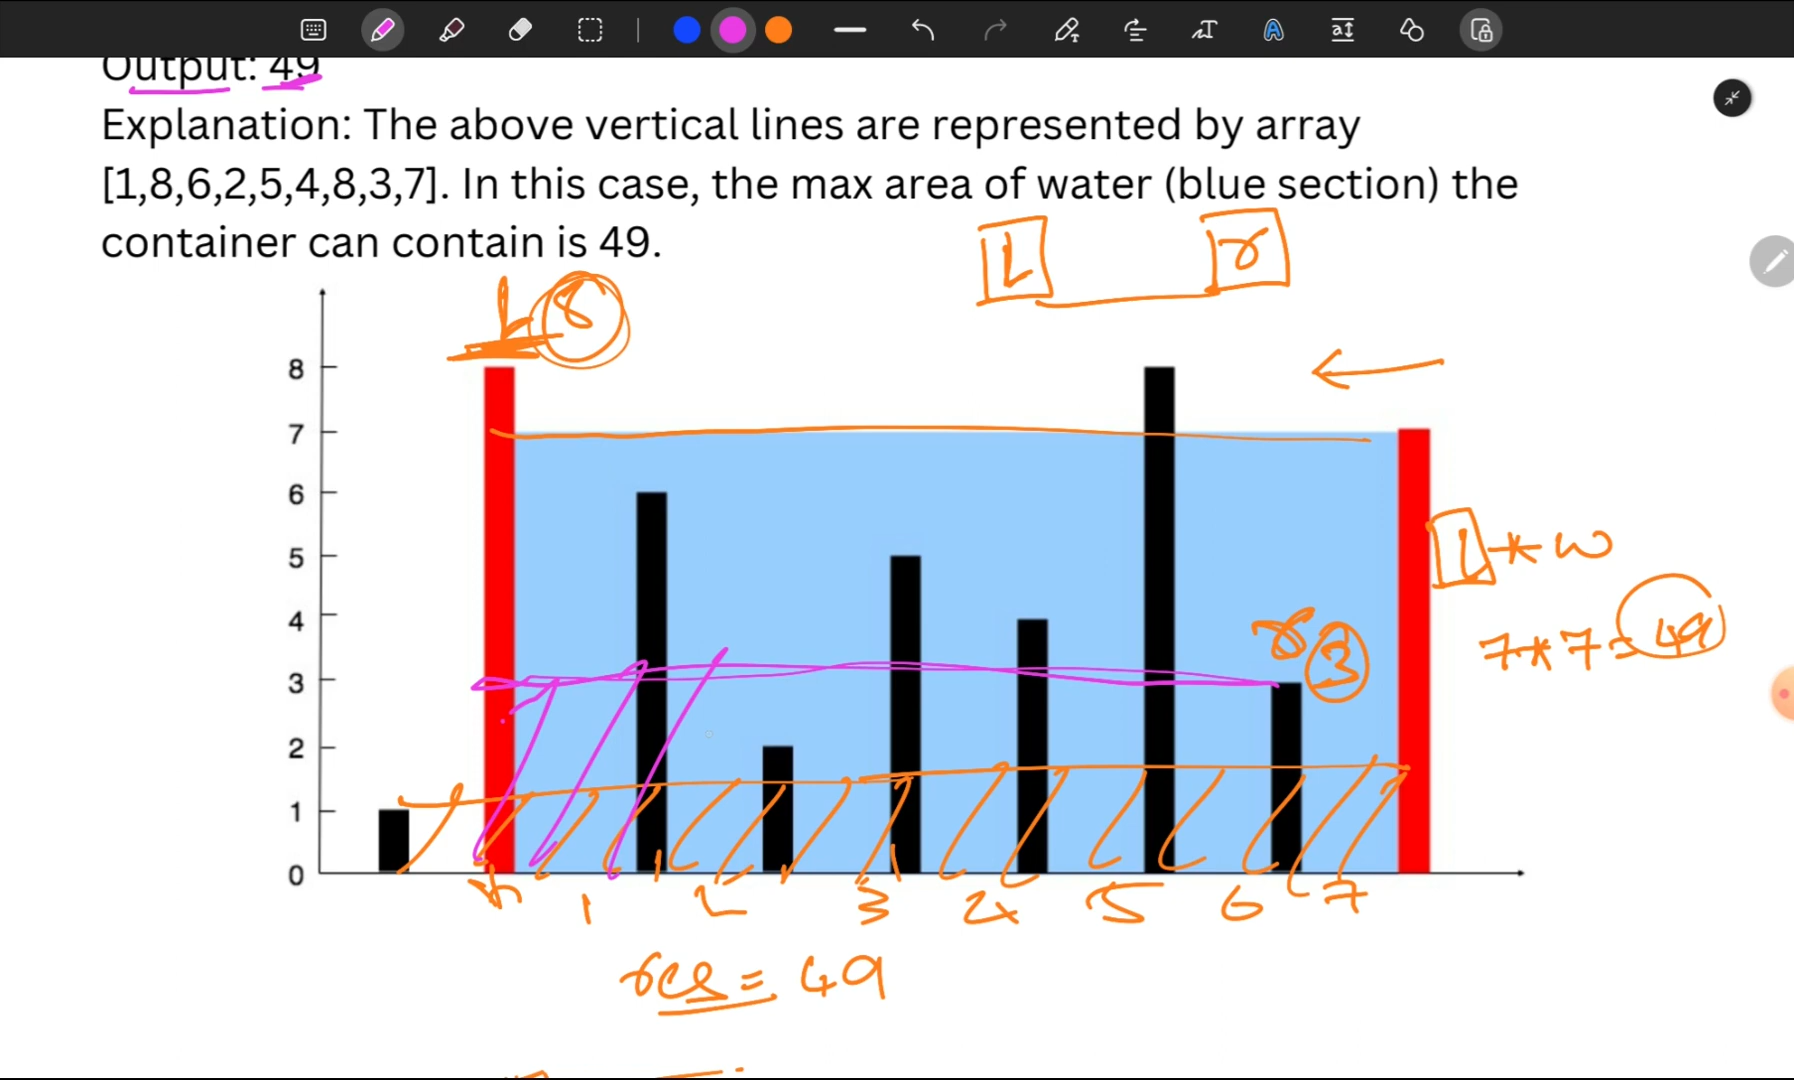 Output: 49
Explanation: The above vertical lines are represented by array
[1,8,6,2,5,4,8,3,7]. In this case, the max area of water (blue section) the
container can contain is 49.
L r
L 8
8
7
6
5
4
3
2
1
0
L * w
7*7=49
r 3
1 2 3 4 5 6 7
res = 49